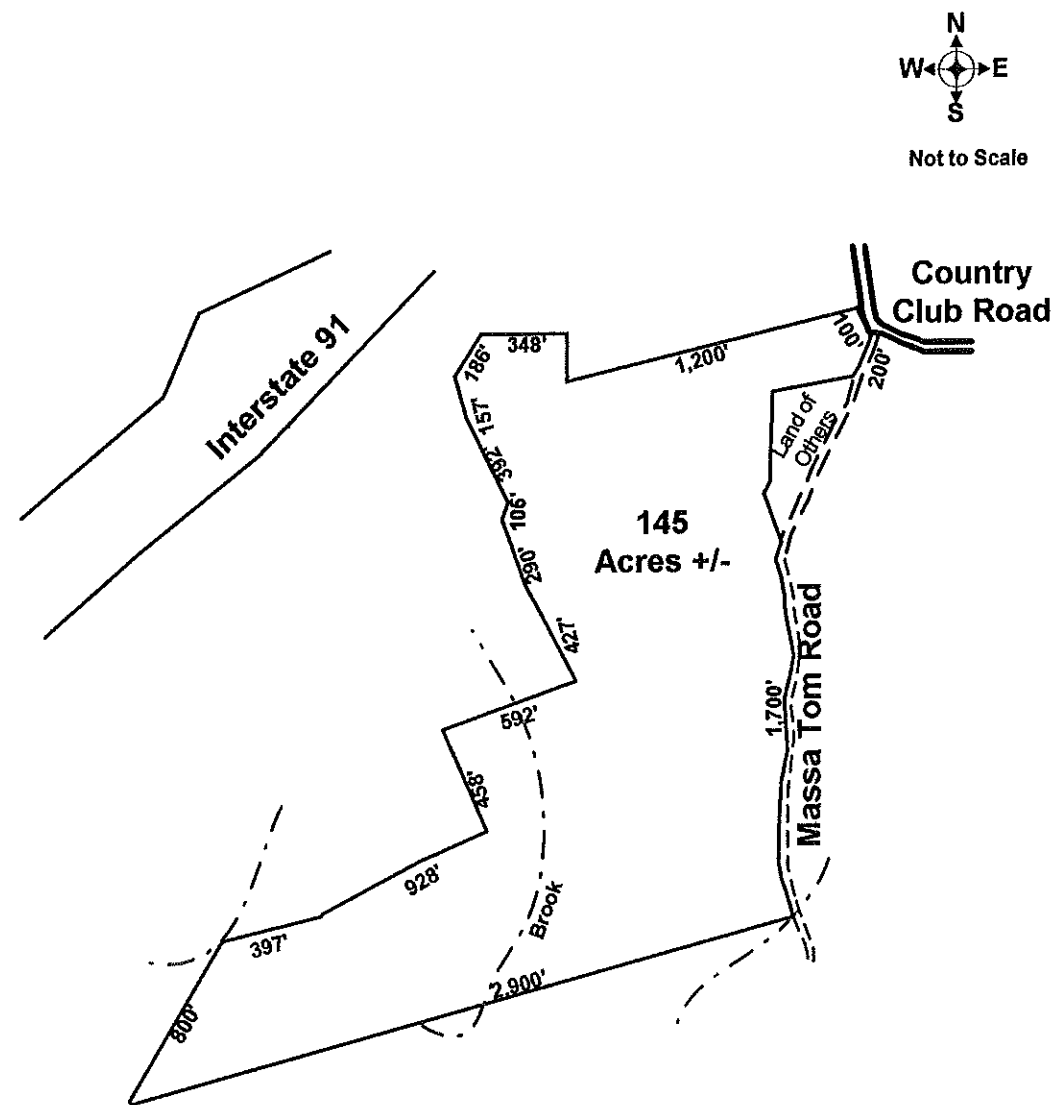 N
W E
S
Not to Scale
Country
Club Road
Interstate 91
348'
186'
157'
392'
106'
290'
427'
1,200'
100'
200'
Land of
Others
145
Acres +/-
592'
458'
928'
397'
800'
Brook
2,900'
1,700'
Massa Tom Road